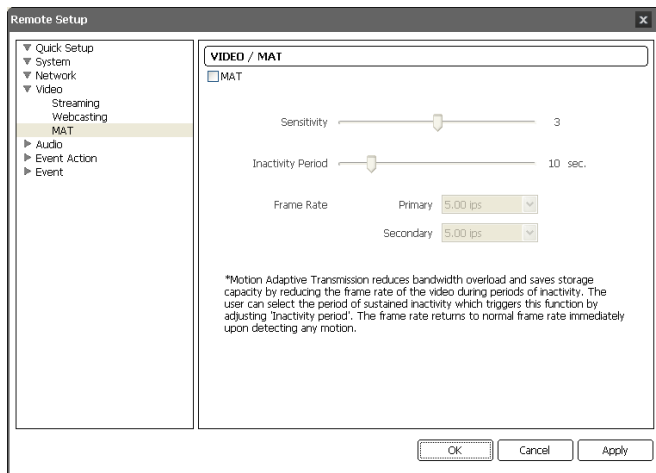 Remote Setup
Quick Setup
System
Network
Video
Streaming
Webcasting
MAT
Audio
Event Action
Event
VIDEO / MAT
MAT
Sensitivity 3
Inactivity Period 10 sec.
Frame Rate Primary 5.00 ips
Secondary 5.00 ips
*Motion Adaptive Transmission reduces bandwidth overload and saves storage
capacity by reducing the frame rate of the video during periods of inactivity. The
user can select the period of sustained inactivity which triggers this function by
adjusting 'Inactivity period'. The frame rate returns to normal frame rate immediately
upon detecting any motion.
OK Cancel Apply